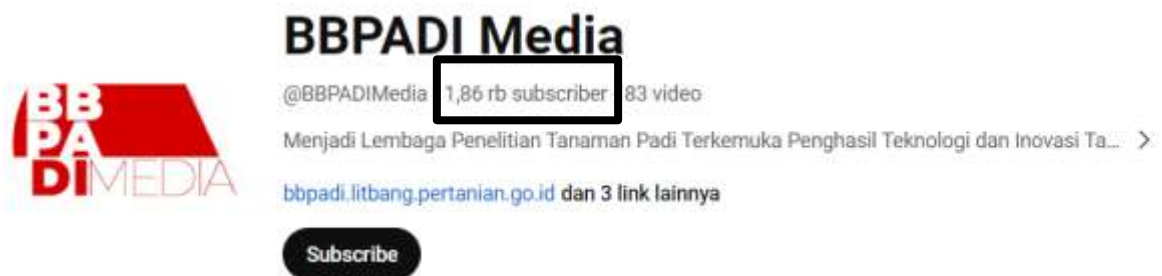 BBPADI Media
@BBPADIMedia 1,86 rb subscriber 83 video
Menjadi Lembaga Penelitian Tanaman Padi Terkemuka Penghasil Teknologi dan Inovasi Ta... >
bbpadi.litbang.pertanian.go.id dan 3 link lainnya
Subscribe
BB
PA
DIMEDIA